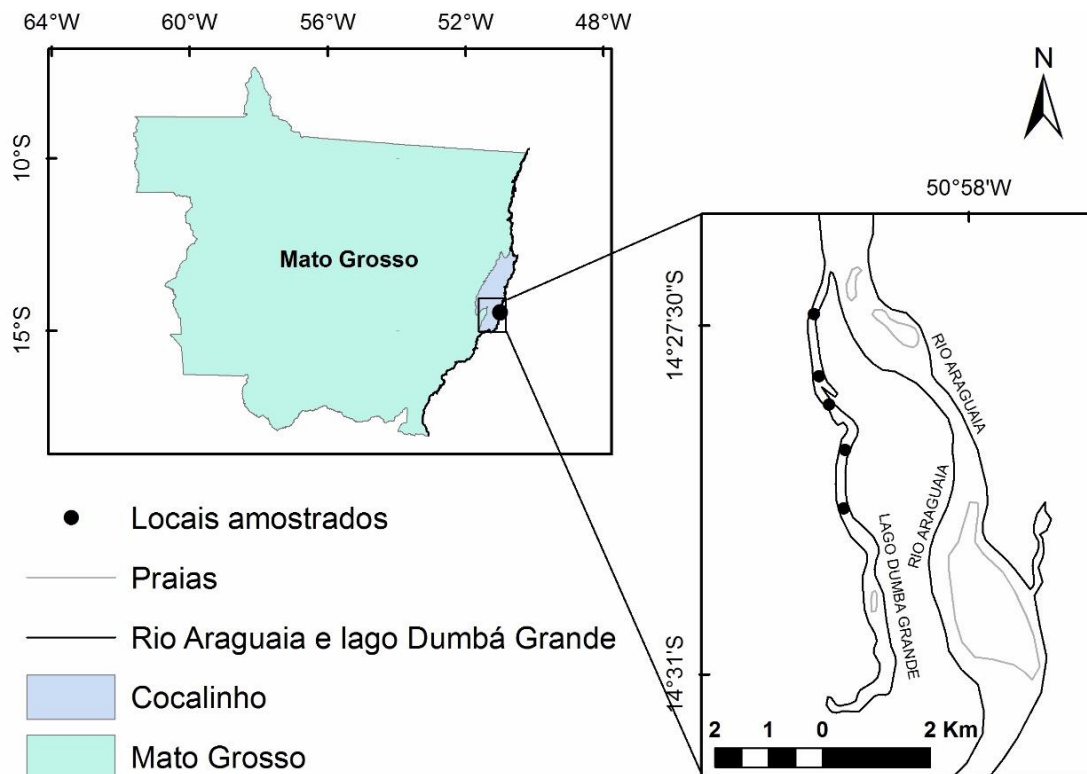 64°W 60°W 56°W 51°W 48°W
10°S
15°S
Mato Grosso
N
50°58'W
14°27'30"S
14°31'S
RIO ARAGUAIA
RIO ARAGUAIA
LAGO DUMBA GRANDE
2 1 0 2 Km
Locais amostrados
Praias
Rio Araguaia e lago Dumbá Grande
Cocalinho
Mato Grosso